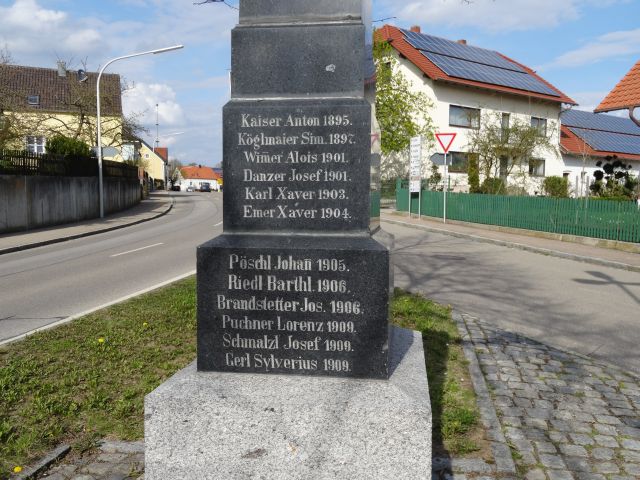 Kaiser Anton 1895.
Köghnaier Sim. 1897.
Wimer Alois 1901.
Danzer Josef 1901.
Karl Xaver 1903.
Emer Xaver 1904.
Pöschl Johan̄ 1905.
Riedl Barthl. 1906.
Brandstetter Jos. 1906.
Puchner Lorenz 1909.
Schmalzl Josef 1909.
Gerl Sylverius 1909.